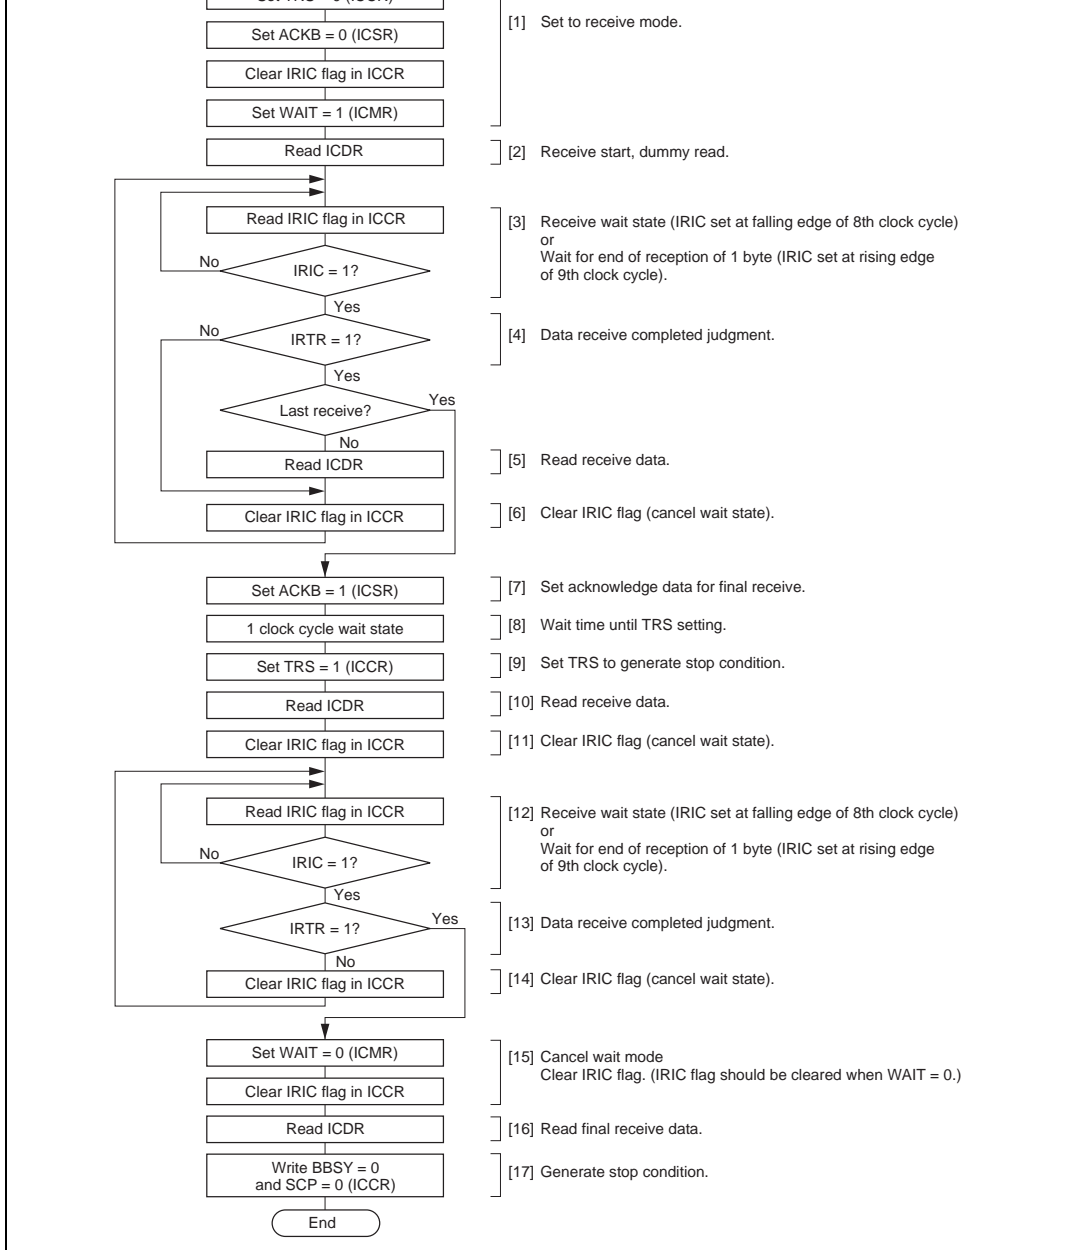 Set ACKB = 0 (ICSR)
Clear IRIC flag in ICCR
Set WAIT = 1 (ICMR)
[1] Set to receive mode.
Read ICDR
[2] Receive start, dummy read.
Read IRIC flag in ICCR
No
IRIC = 1?
Yes
[3] Receive wait state (IRIC set at falling edge of 8th clock cycle)
or
Wait for end of reception of 1 byte (IRIC set at rising edge
of 9th clock cycle).
No
IRTR = 1?
Yes
[4] Data receive completed judgment.
Last receive?
Yes
No
Read ICDR
[5] Read receive data.
Clear IRIC flag in ICCR
[6] Clear IRIC flag (cancel wait state).
Set ACKB = 1 (ICSR)
[7] Set acknowledge data for final receive.
1 clock cycle wait state
[8] Wait time until TRS setting.
Set TRS = 1 (ICCR)
[9] Set TRS to generate stop condition.
Read ICDR
[10] Read receive data.
Clear IRIC flag in ICCR
[11] Clear IRIC flag (cancel wait state).
Read IRIC flag in ICCR
No
IRIC = 1?
Yes
[12] Receive wait state (IRIC set at falling edge of 8th clock cycle)
or
Wait for end of reception of 1 byte (IRIC set at rising edge
of 9th clock cycle).
IRTR = 1?
Yes
No
[13] Data receive completed judgment.
Clear IRIC flag in ICCR
[14] Clear IRIC flag (cancel wait state).
Set WAIT = 0 (ICMR)
Clear IRIC flag in ICCR
[15] Cancel wait mode
Clear IRIC flag. (IRIC flag should be cleared when WAIT = 0.)
Read ICDR
[16] Read final receive data.
Write BBSY = 0
and SCP = 0 (ICCR)
[17] Generate stop condition.
End